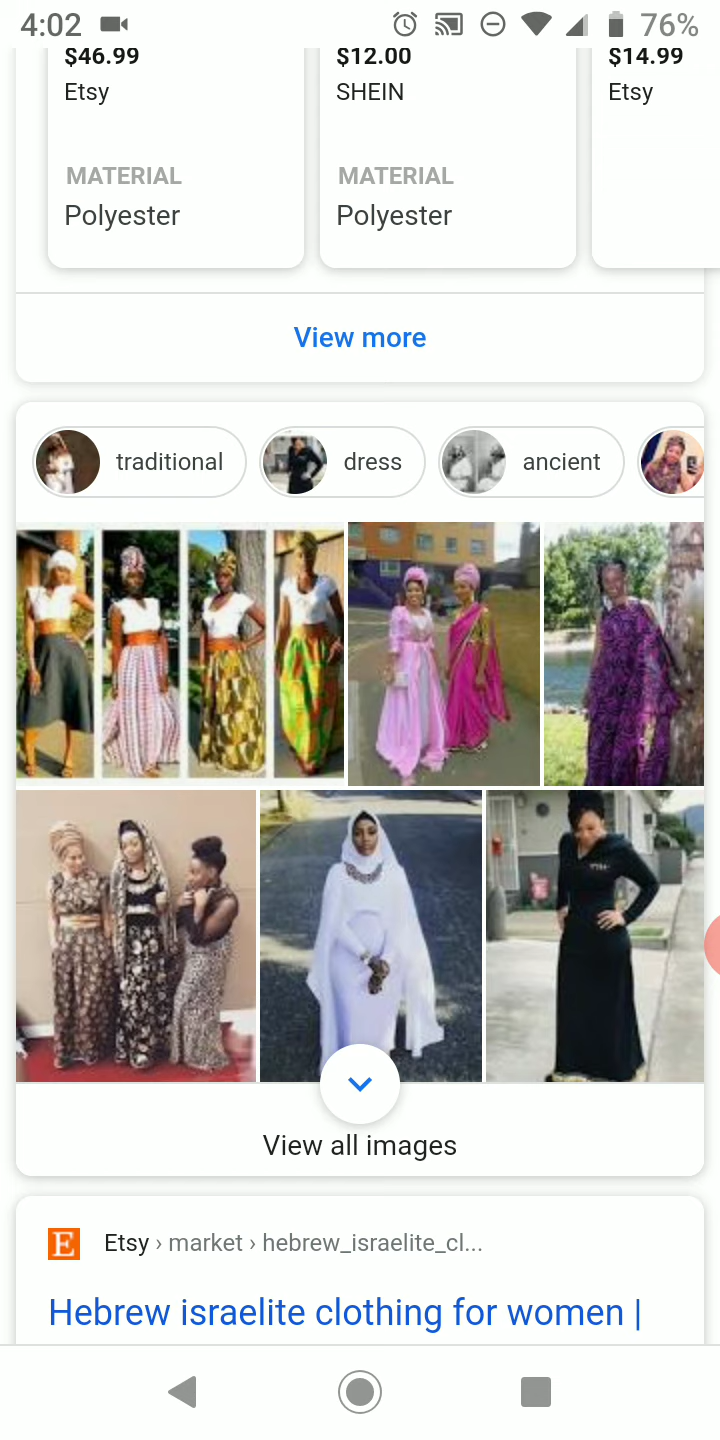 4:02
76%
$46.99
$12.00
$14.99
Etsy
SHEIN
Etsy
MATERIAL
MATERIAL
Polyester
Polyester
View more
traditional
dress
ancient
View all images
E
Etsy › market › hebrew_israelite_cl...
Hebrew israelite clothing for women |